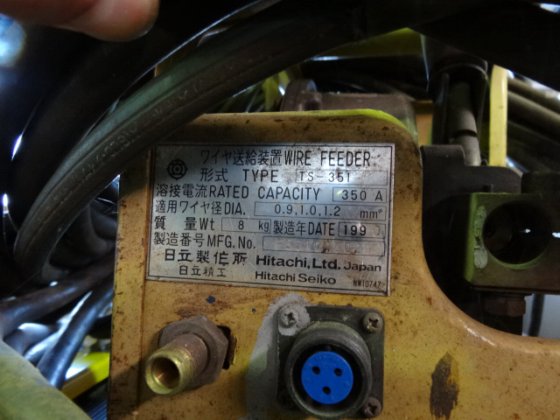 ワイヤ送給装置 WIRE FEEDER
形式 TYPE TS-351
溶接電流 RATED CAPACITY 350 A
適用ワイヤ径 DIA. 0.9,1.0,1.2 mmφ
質量 Wt 8 kg 製造年 DATE 199
製造番号 MFG. No.
日立製作所 Hitachi, Ltd. Japan
日立精工 Hitachi Seiko